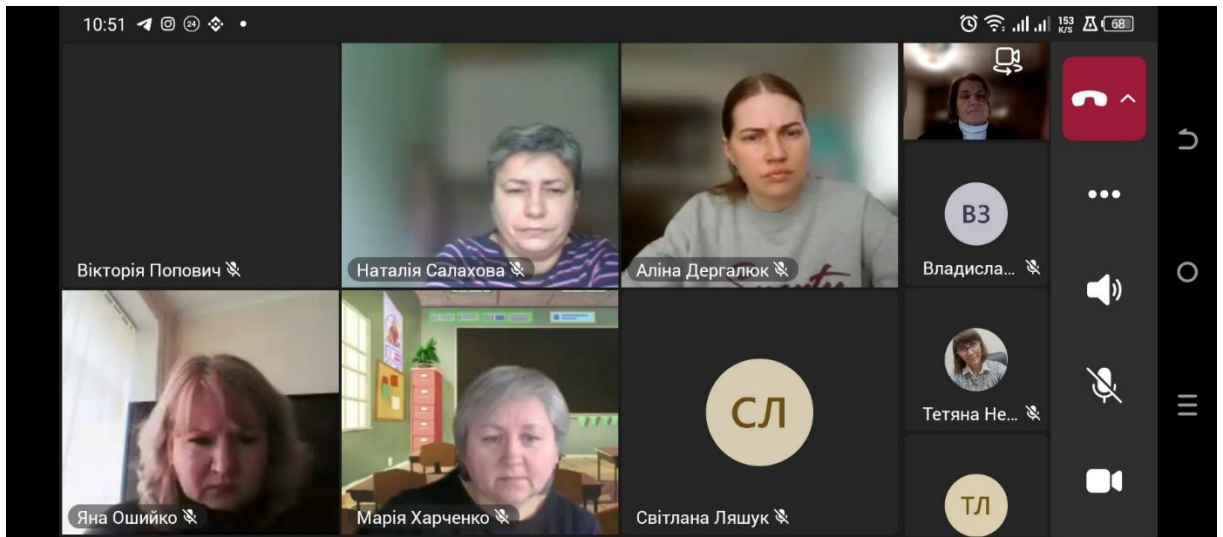 10:51
24
153
K/S
68
Вікторія Попович
Наталія Салахова
Аліна Дергалюк
ВЗ
Владисла...
Тетяна Не...
Яна Ошийко
Марія Харченко
СЛ
Світлана Ляшук
ТЛ